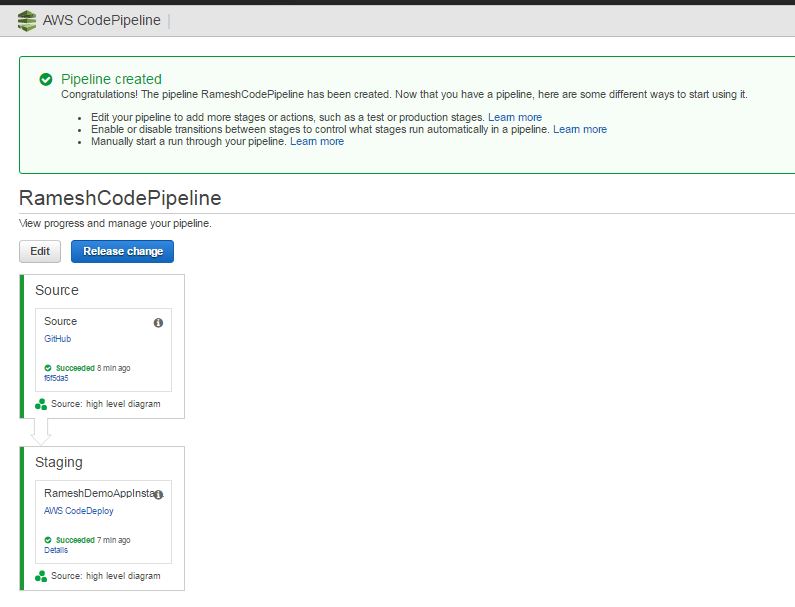 AWS CodePipeline
Pipeline created
Congratulations! The pipeline RameshCodePipeline has been created. Now that you have a pipeline, here are some different ways to start using it.
Edit your pipeline to add more stages or actions, such as a test or production stages. Learn more
Enable or disable transitions between stages to control what stages run automatically in a pipeline. Learn more
Manually start a run through your pipeline. Learn more
RameshCodePipeline
View progress and manage your pipeline.
Edit Release change
Source
Source
GitHub
Succeeded 8 min ago
f6f5da5
Source: high level diagram
Staging
RameshDemoAppInsta
AWS CodeDeploy
Succeeded 7 min ago
Details
Source: high level diagram